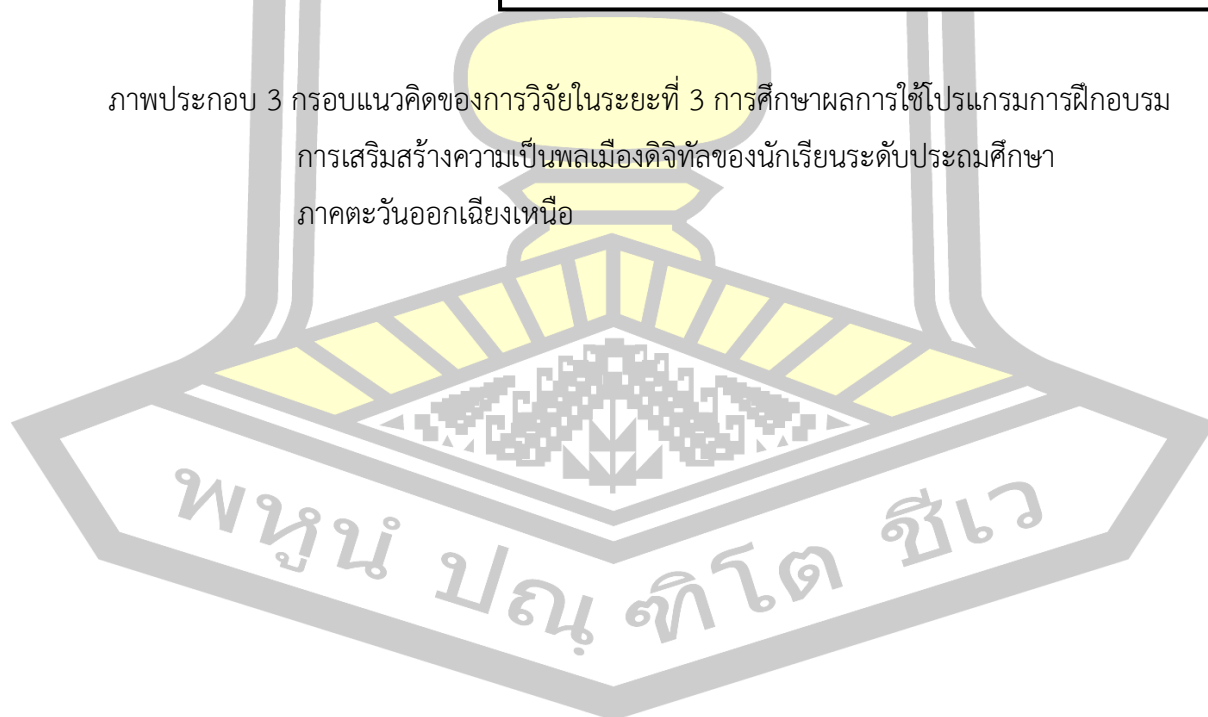 ภาพประกอบ 3 กรอบแนวคิดของการวิจัยในระยะที่ 3 การศึกษาผลการใช้โปรแกรมการฝึกอบรม
การเสริมสร้างความเป็นพลเมืองดิจิทัลของนักเรียนระดับประถมศึกษา
ภาคตะวันออกเฉียงเหนือ
พหูนํ ปณฺฑิโต ชีเว